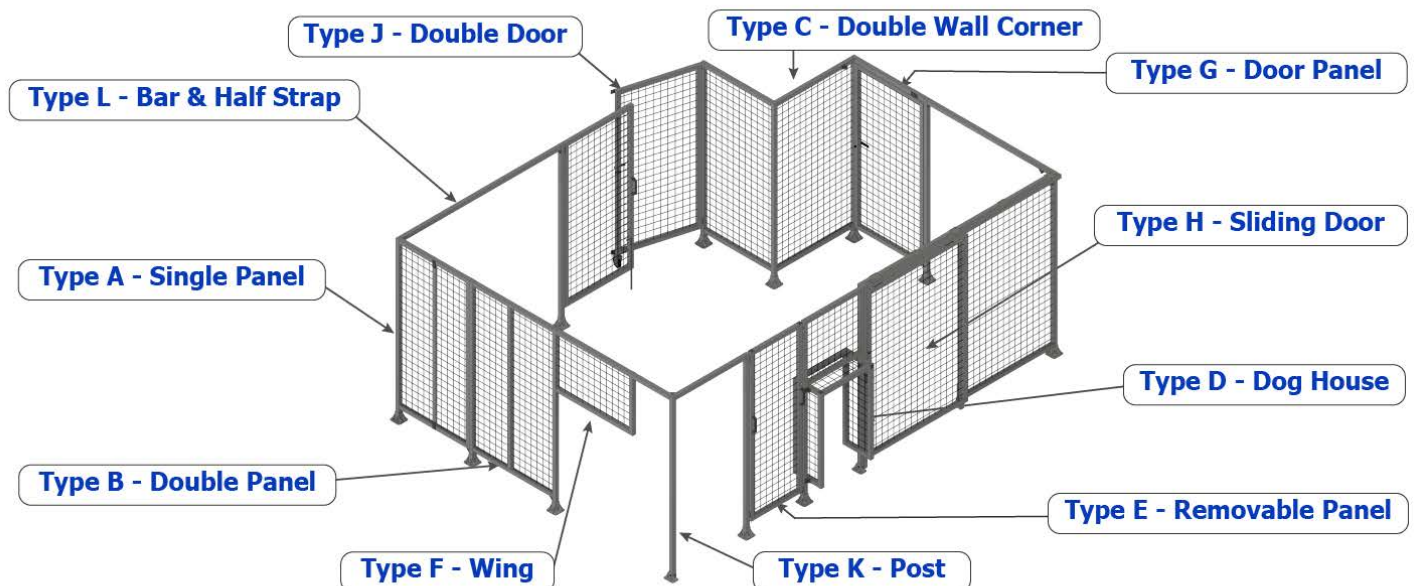 Type J - Double Door
Type C - Double Wall Corner
Type G - Door Panel
Type L - Bar & Half Strap
Type H - Sliding Door
Type A - Single Panel
Type D - Dog House
Type B - Double Panel
Type E - Removable Panel
Type F - Wing
Type K - Post